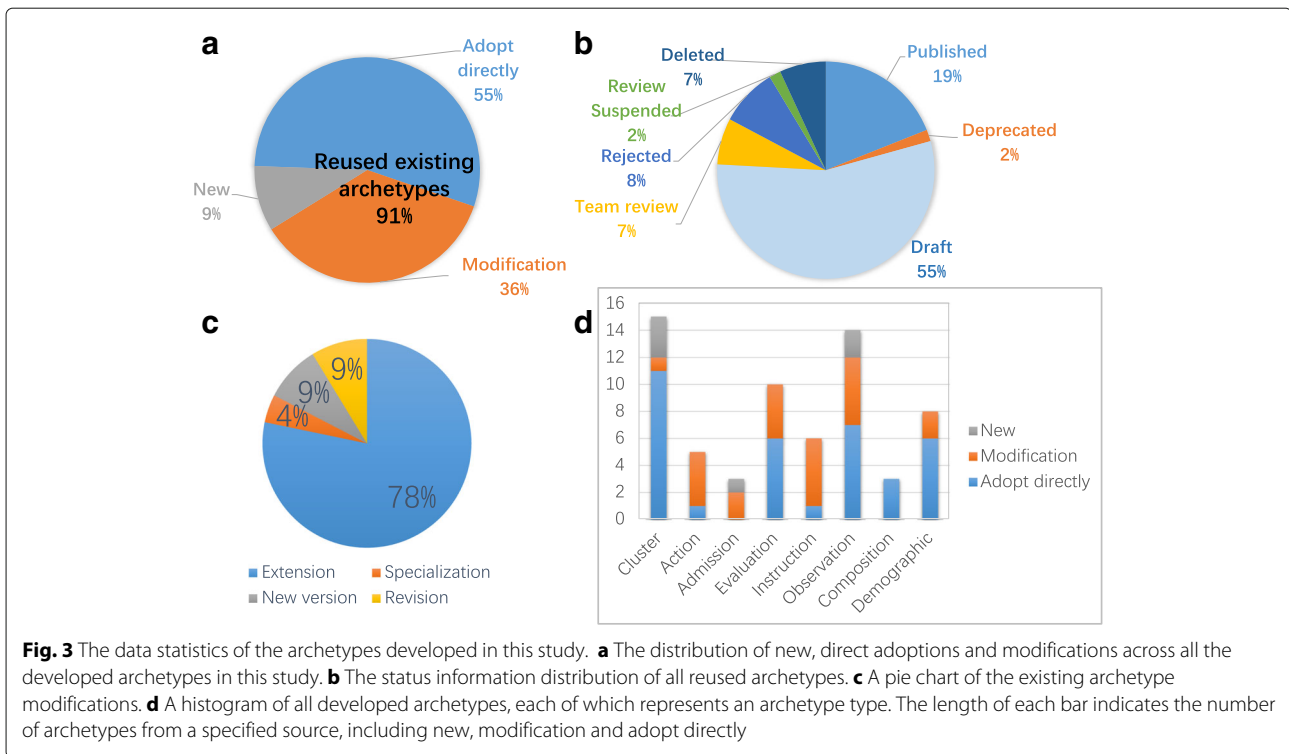 a
Adopt
directly
55%
Reused existing
archetypes
91%
New
9%
Modification
36%
b
Deleted
7%
Published
19%
Review
Suspended
2%
Deprecated
2%
Rejected
8%
Team review
7%
Draft
55%
c
9%
9%
4%
78%
Extension
Specialization
New version
Revision
d
16
14
12
10
8
6
4
2
0
Cluster
Action
Admission
Evaluation
Instruction
Observation
Composition
Demographic
New
Modification
Adopt directly
Fig. 3 The data statistics of the archetypes developed in this study. a The distribution of new, direct adoptions and modifications across all the
developed archetypes in this study. b The status information distribution of all reused archetypes. c A pie chart of the existing archetype
modifications. d A histogram of all developed archetypes, each of which represents an archetype type. The length of each bar indicates the number
of archetypes from a specified source, including new, modification and adopt directly